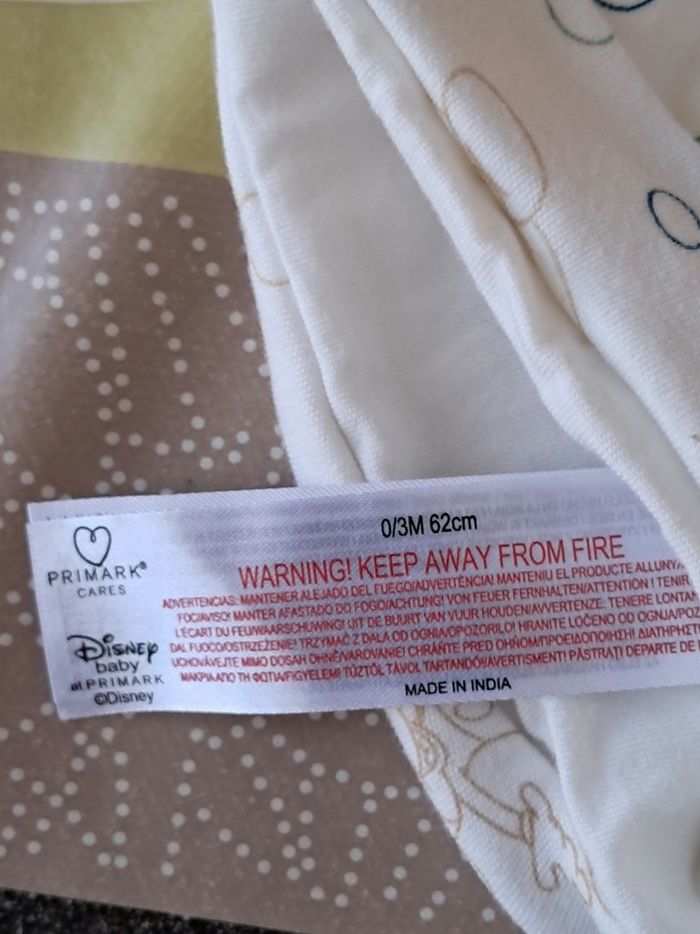 PRIMARK®
CARES
DISNEY
baby
at PRIMARK
©Disney
0/3M 62cm
WARNING! KEEP AWAY FROM FIRE
ADVERTENCIAS: MANTENER ALEJADO DEL FUEGO/ADVERTÈNCIA! MANTENIU EL PRODUCTE ALLUNYA
FOC/AVISO! MANTER AFASTADO DO FOGO/ACHTUNG! VON FEUER FERNHALTEN/ATTENTION! TENIR
L'ÉCART DU FEU/WAARSCHUWING! UIT DE BUURT VAN VUUR HOUDEN/AVVERTENZE: TENERE LONTAN
DAL FUOCO/OSTRZEŻENIE! TRZYMAĆ Z DALA OD OGNIA/OPOZORILO! HRANITE LOČENO OD OGNJA/PO
UCHOVÁVEJTE MIMO DOSAH OHNĚ/VAROVANIE! CHRÁŇTE PRED OHŇOM/ΠΡΟΕΙΔΟΠΟΙΗΣΗ! ΔΙΑΤΗΡΗΣΤ
ΜΑΚΡΙΑ ΑΠΟ ΤΗ ΦΩΤΙΑ/FIGYELEM! TŰZTŐL TÁVOL TARTANDÓ!/AVERTISMENT! PĂSTRAȚI DEPARTE DE
MADE IN INDIA